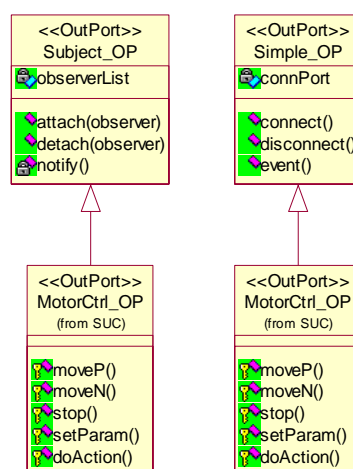 <<OutPort>>
Subject_OP
observerList
attach(observer)
detach(observer)
notify()
<<OutPort>>
Simple_OP
connPort
connect()
disconnect()
event()
<<OutPort>>
MotorCtrl_OP
(from SUC)
moveP()
moveN()
stop()
setParam()
doAction()
<<OutPort>>
MotorCtrl_OP
(from SUC)
moveP()
moveN()
stop()
setParam()
doAction()